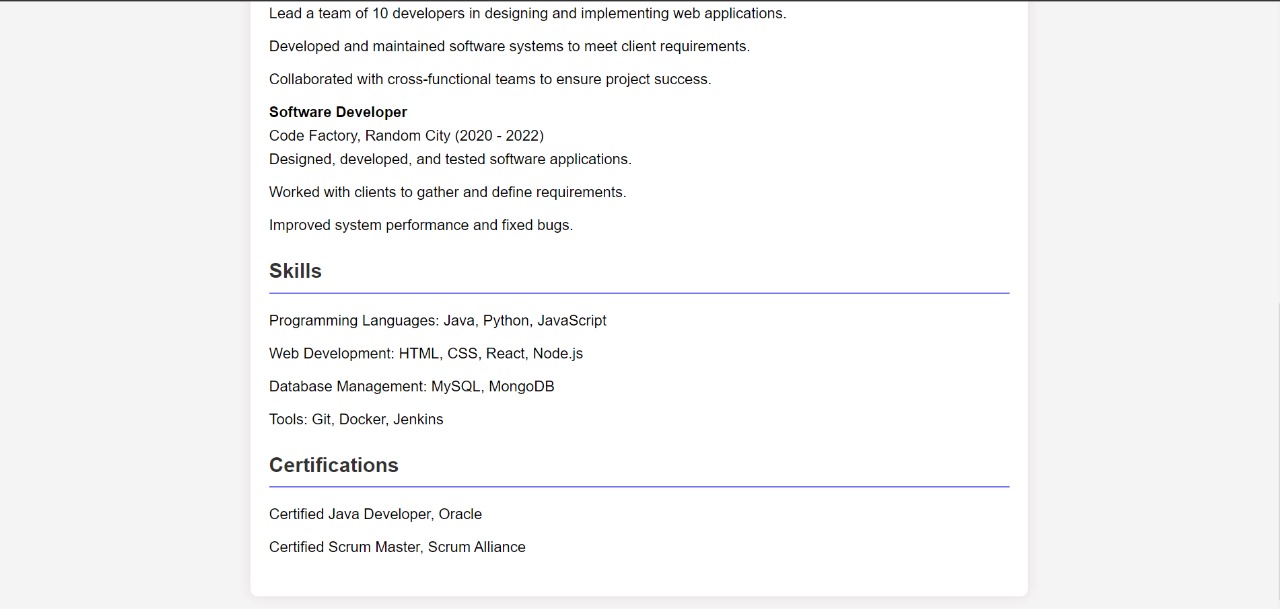 Lead a team of 10 developers in designing and implementing web applications.
Developed and maintained software systems to meet client requirements.
Collaborated with cross-functional teams to ensure project success.
Software Developer
Code Factory, Random City (2020 - 2022)
Designed, developed, and tested software applications.
Worked with clients to gather and define requirements.
Improved system performance and fixed bugs.
Skills
Programming Languages: Java, Python, JavaScript
Web Development: HTML, CSS, React, Node.js
Database Management: MySQL, MongoDB
Tools: Git, Docker, Jenkins
Certifications
Certified Java Developer, Oracle
Certified Scrum Master, Scrum Alliance